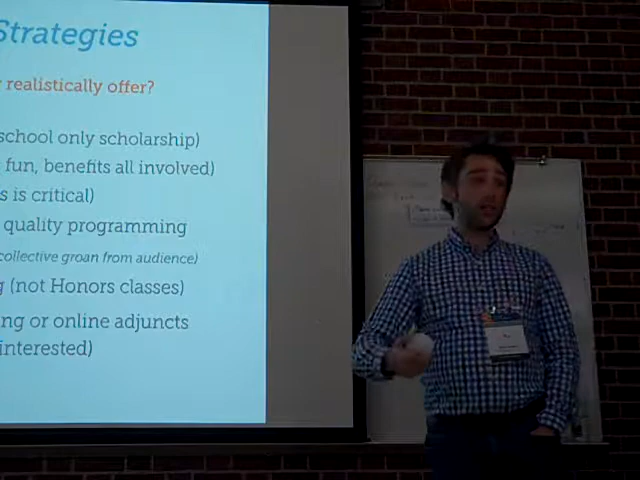 Strategies
realistically offer?
school only scholarship)
fun, benefits all involved)
s is critical)
quality programming
collective groan from audience)
g (not Honors classes)
ng or online adjuncts
interested)